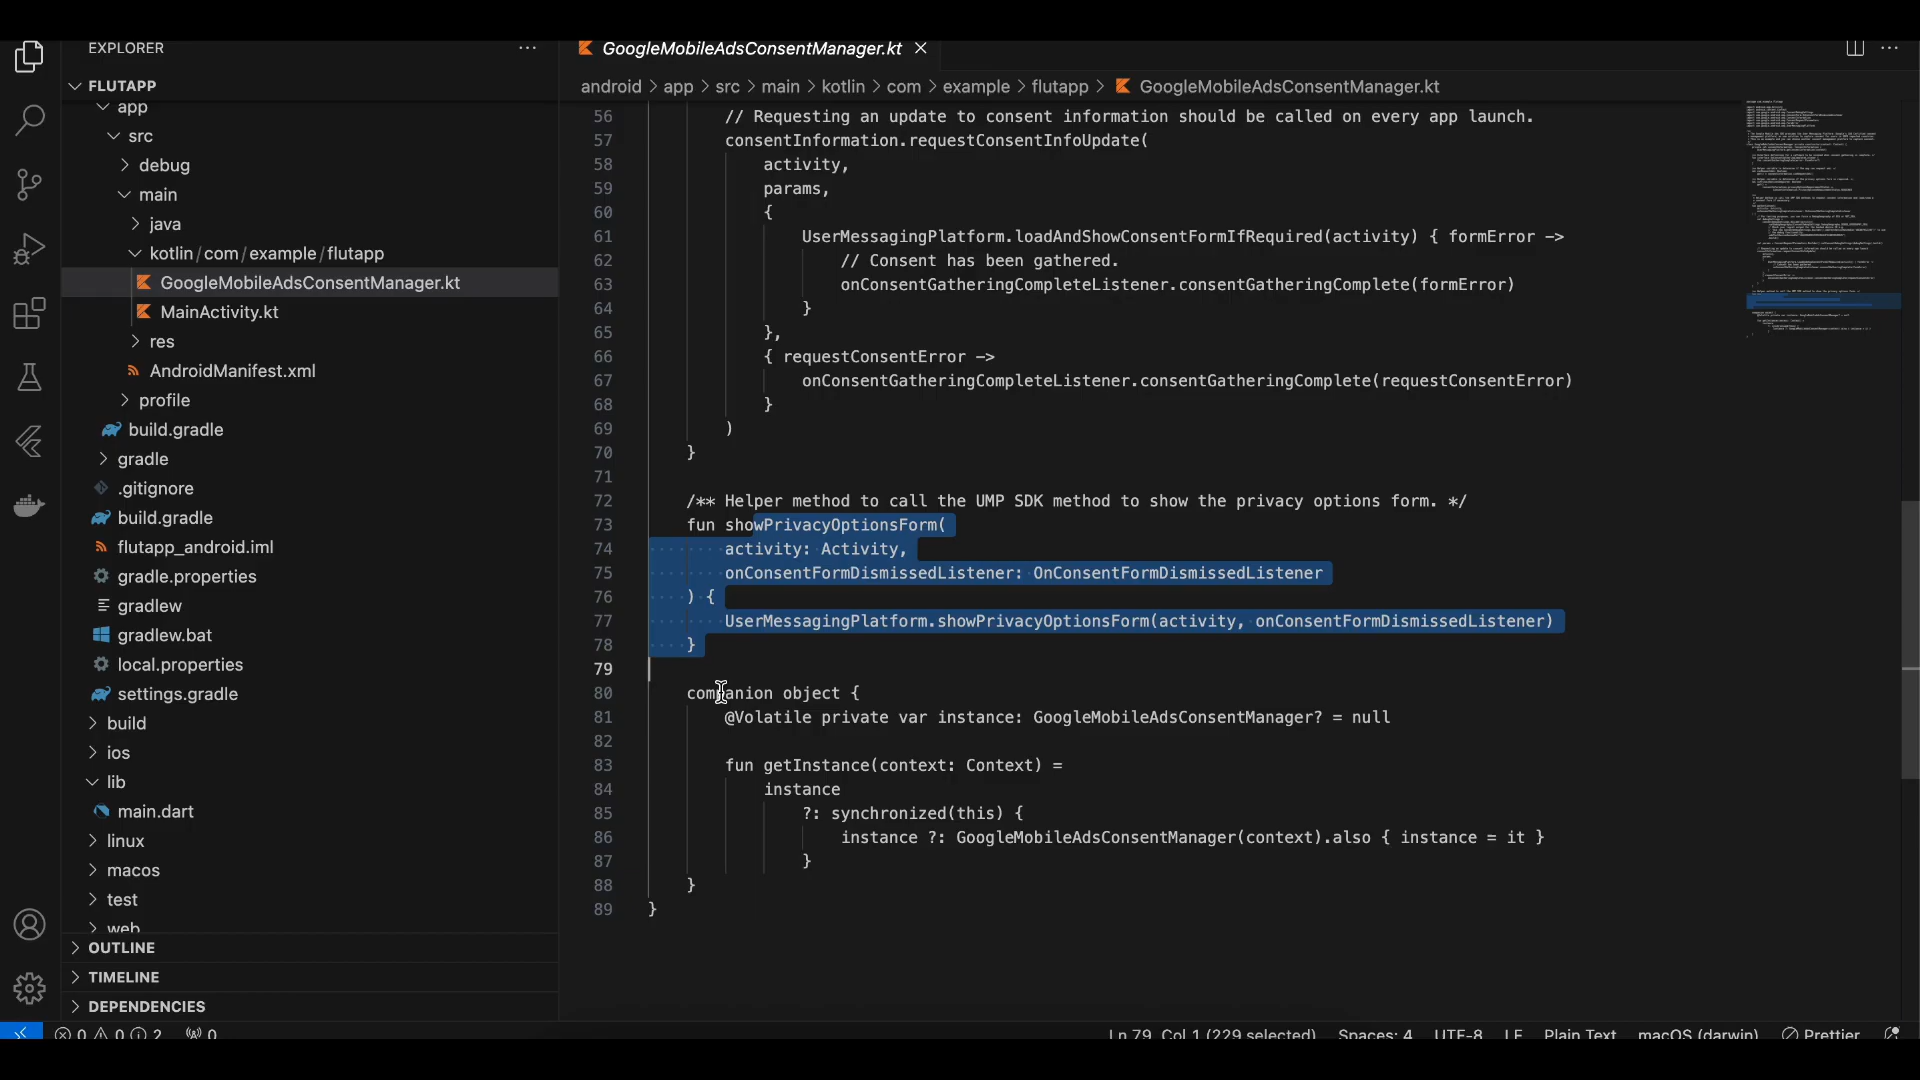 EXPLORER
FLUTAPP
app
src
debug
main
java
kotlin/com/example/flutapp
GoogleMobileAdsConsentManager.kt
MainActivity.kt
res
AndroidManifest.xml
profile
build.gradle
gradle
.gitignore
build.gradle
flutapp_android.iml
gradle.properties
gradlew
gradlew.bat
local.properties
settings.gradle
build
ios
lib
main.dart
linux
macos
test
web
OUTLINE
TIMELINE
DEPENDENCIES
GoogleMobileAdsConsentManager.kt
android > app > src > main > kotlin > com > example > flutapp > GoogleMobileAdsConsentManager.kt
56 // Requesting an update to consent information should be called on every app launch.
57 consentInformation.requestConsentInfoUpdate(
58 activity,
59 params,
60 {
61 UserMessagingPlatform.loadAndShowConsentFormIfRequired(activity) { formError ->
62 // Consent has been gathered.
63 onConsentGatheringCompleteListener.consentGatheringComplete(formError)
64 }
65 },
66 { requestConsentError ->
67 onConsentGatheringCompleteListener.consentGatheringComplete(requestConsentError)
68 }
69 )
70 }
71
72 /** Helper method to call the UMP SDK method to show the privacy options form. */
73 fun showPrivacyOptionsForm(
74 activity: Activity,
75 onConsentFormDismissedListener: OnConsentFormDismissedListener
76 ) {
77 UserMessagingPlatform.showPrivacyOptionsForm(activity, onConsentFormDismissedListener)
78 }
79
80 companion object {
81 @Volatile private var instance: GoogleMobileAdsConsentManager? = null
82
83 fun getInstance(context: Context) =
84 instance
85 ?: synchronized(this) {
86 instance ?: GoogleMobileAdsConsentManager(context).also { instance = it }
87 }
88 }
89 }
0 0 2 0 Ln 79, Col 1 (229 selected) Spaces: 4 UTF-8 LF Plain Text macOS (darwin) Prettier